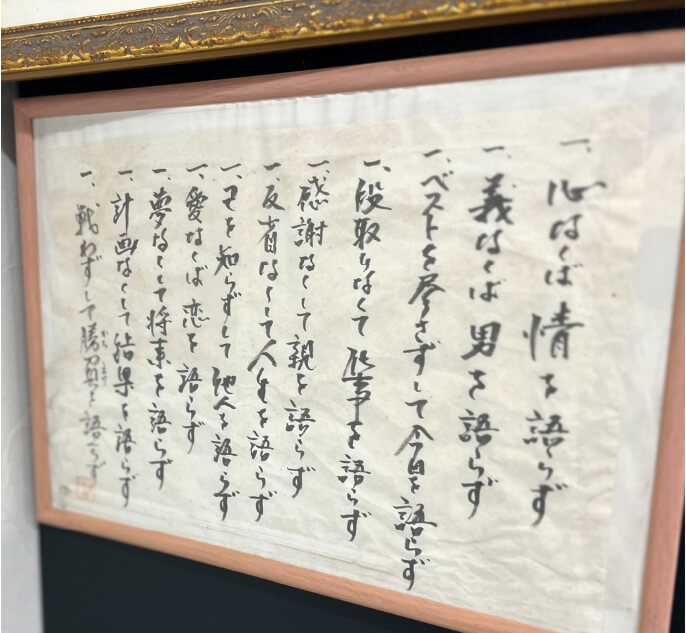 一、心なくば情を語らず
一、義なくば男を語らず
一、ベストを尽さずして今日を語らず
一、段取りなくて仕事を語らず
一、感謝なくして親を語らず
一、反省なくして人生を語らず
一、己を知らずして他人を語らず
一、愛なくば恋を語らず
一、夢なくして将来を語らず
一、計画なくして結果を語らず
一、戦わずして勝負を語らず